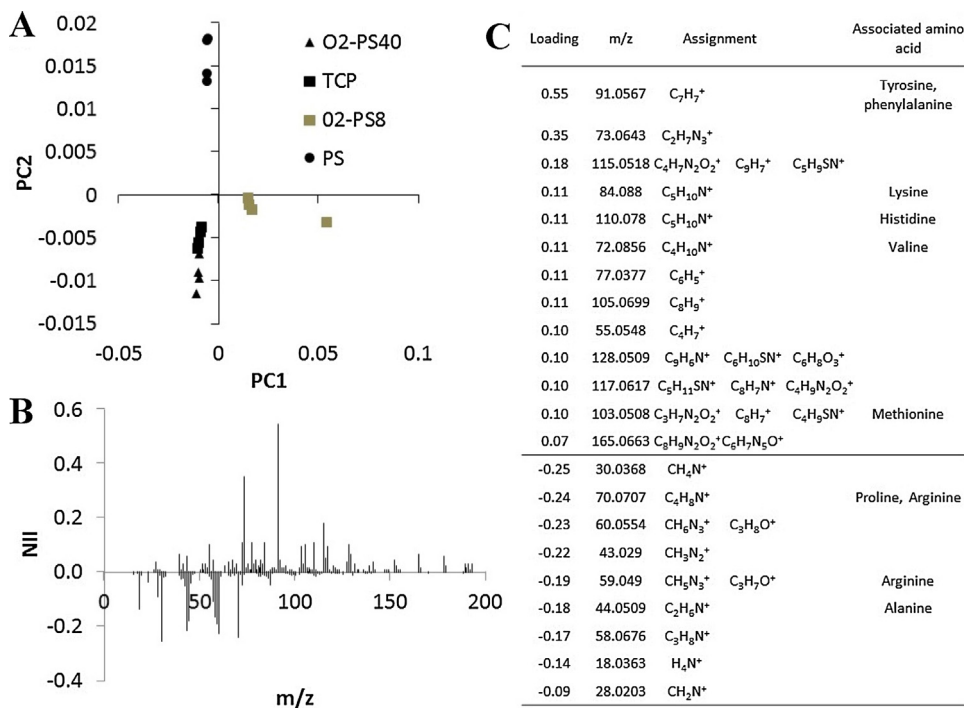 A
0.02
0.015
0.01
0.005
0
-0.005
-0.01
-0.015
PC2
-0.05 0 0.05 0.1
PC1
O2-PS40
TCP
02-PS8
PS
B
0.6
0.4
0.2
0.0
-0.2
-0.4
NII
0 50 100 150 200
m/z
C
Loading m/z Assignment Associated amino acid
0.55 91.0567 C₇H₇⁺ Tyrosine, phenylalanine
0.35 73.0643 C₂H₇N₃⁺
0.18 115.0518 C₄H₇N₂O₂⁺ C₉H₇⁺ C₅H₉SN⁺
0.11 84.088 C₅H₁₀N⁺ Lysine
0.11 110.078 C₅H₁₀N⁺ Histidine
0.11 72.0856 C₄H₁₀N⁺ Valine
0.11 77.0377 C₆H₅⁺
0.11 105.0699 C₈H₉⁺
0.10 55.0548 C₄H₇⁺
0.10 128.0509 C₉H₆N⁺ C₆H₁₀SN⁺ C₆H₈O₃⁺
0.10 117.0617 C₅H₁₁SN⁺ C₈H₇N⁺ C₄H₉N₂O₂⁺
0.10 103.0508 C₃H₇N₂O₂⁺ C₈H₇⁺ C₄H₉SN⁺ Methionine
0.07 165.0663 C₈H₉N₂O₂⁺C₆H₇N₅O⁺
-0.25 30.0368 CH₄N⁺
-0.24 70.0707 C₄H₈N⁺ Proline, Arginine
-0.23 60.0554 CH₆N₃⁺ C₃H₈O⁺
-0.22 43.029 CH₃N₂⁺
-0.19 59.049 CH₅N₃⁺ C₃H₇O⁺ Arginine
-0.18 44.0509 C₂H₆N⁺ Alanine
-0.17 58.0676 C₃H₈N⁺
-0.14 18.0363 H₄N⁺
-0.09 28.0203 CH₂N⁺